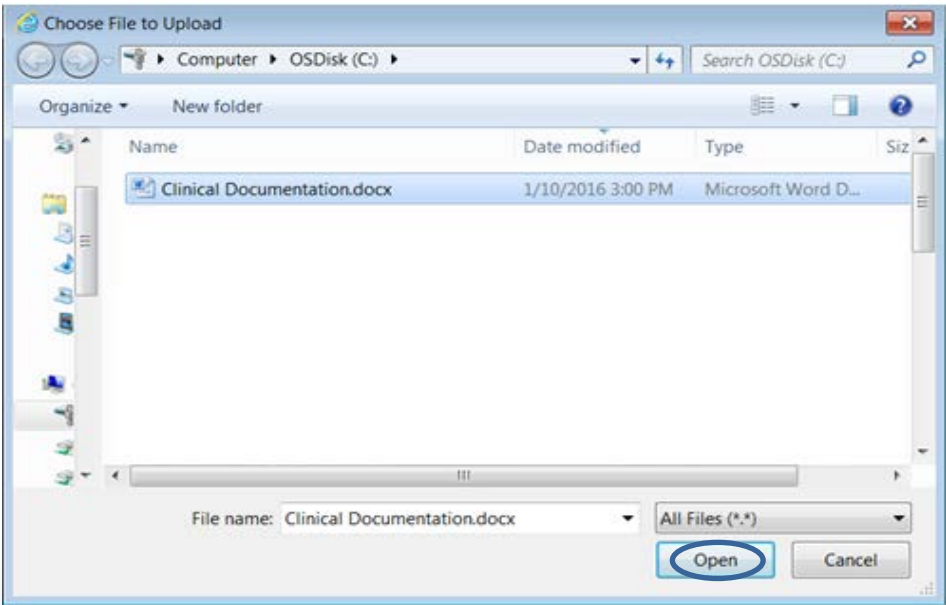 Choose File to Upload
Computer OSDisk (C:)
Search OSDisk (C:)
Organize New folder
Name Date modified Type Siz
Clinical Documentation.docx 1/10/2016 3:00 PM Microsoft Word D...
File name: Clinical Documentation.docx All Files (*.*)
Open Cancel